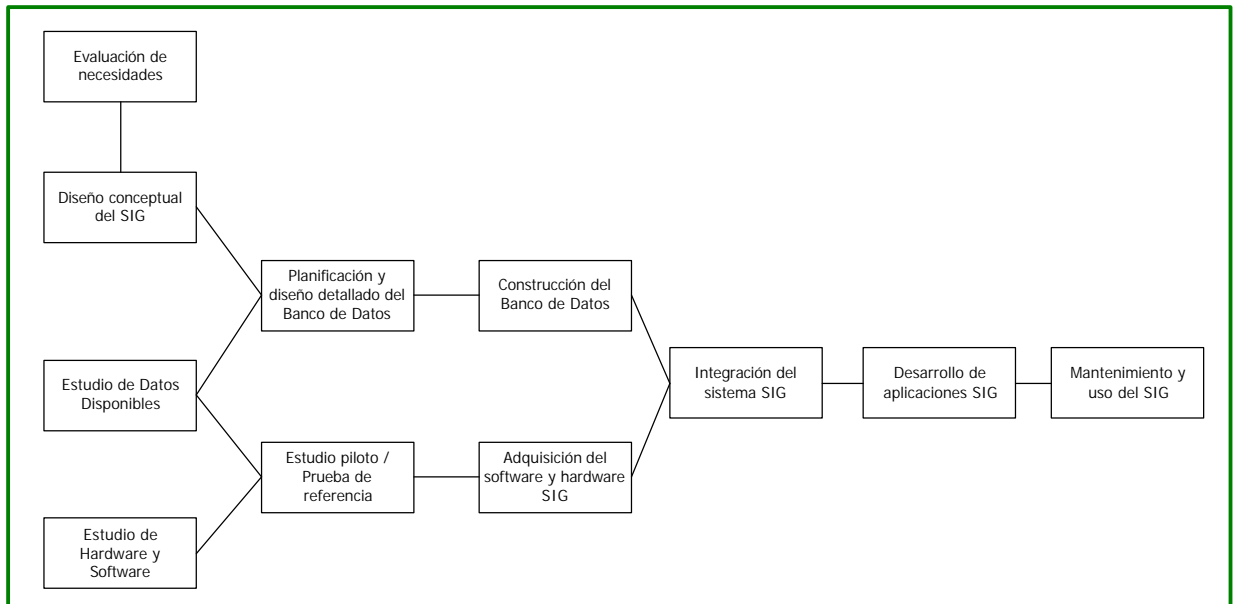 Evaluación de
necesidades
Diseño conceptual
del SIG
Planificación y
diseño detallado del
Banco de Datos
Construcción del
Banco de Datos
Estudio de Datos
Disponibles
Integración del
sistema SIG
Desarrollo de
aplicaciones SIG
Mantenimiento y
uso del SIG
Estudio piloto /
Prueba de
referencia
Adquisición del
software y hardware
SIG
Estudio de
Hardware y
Software